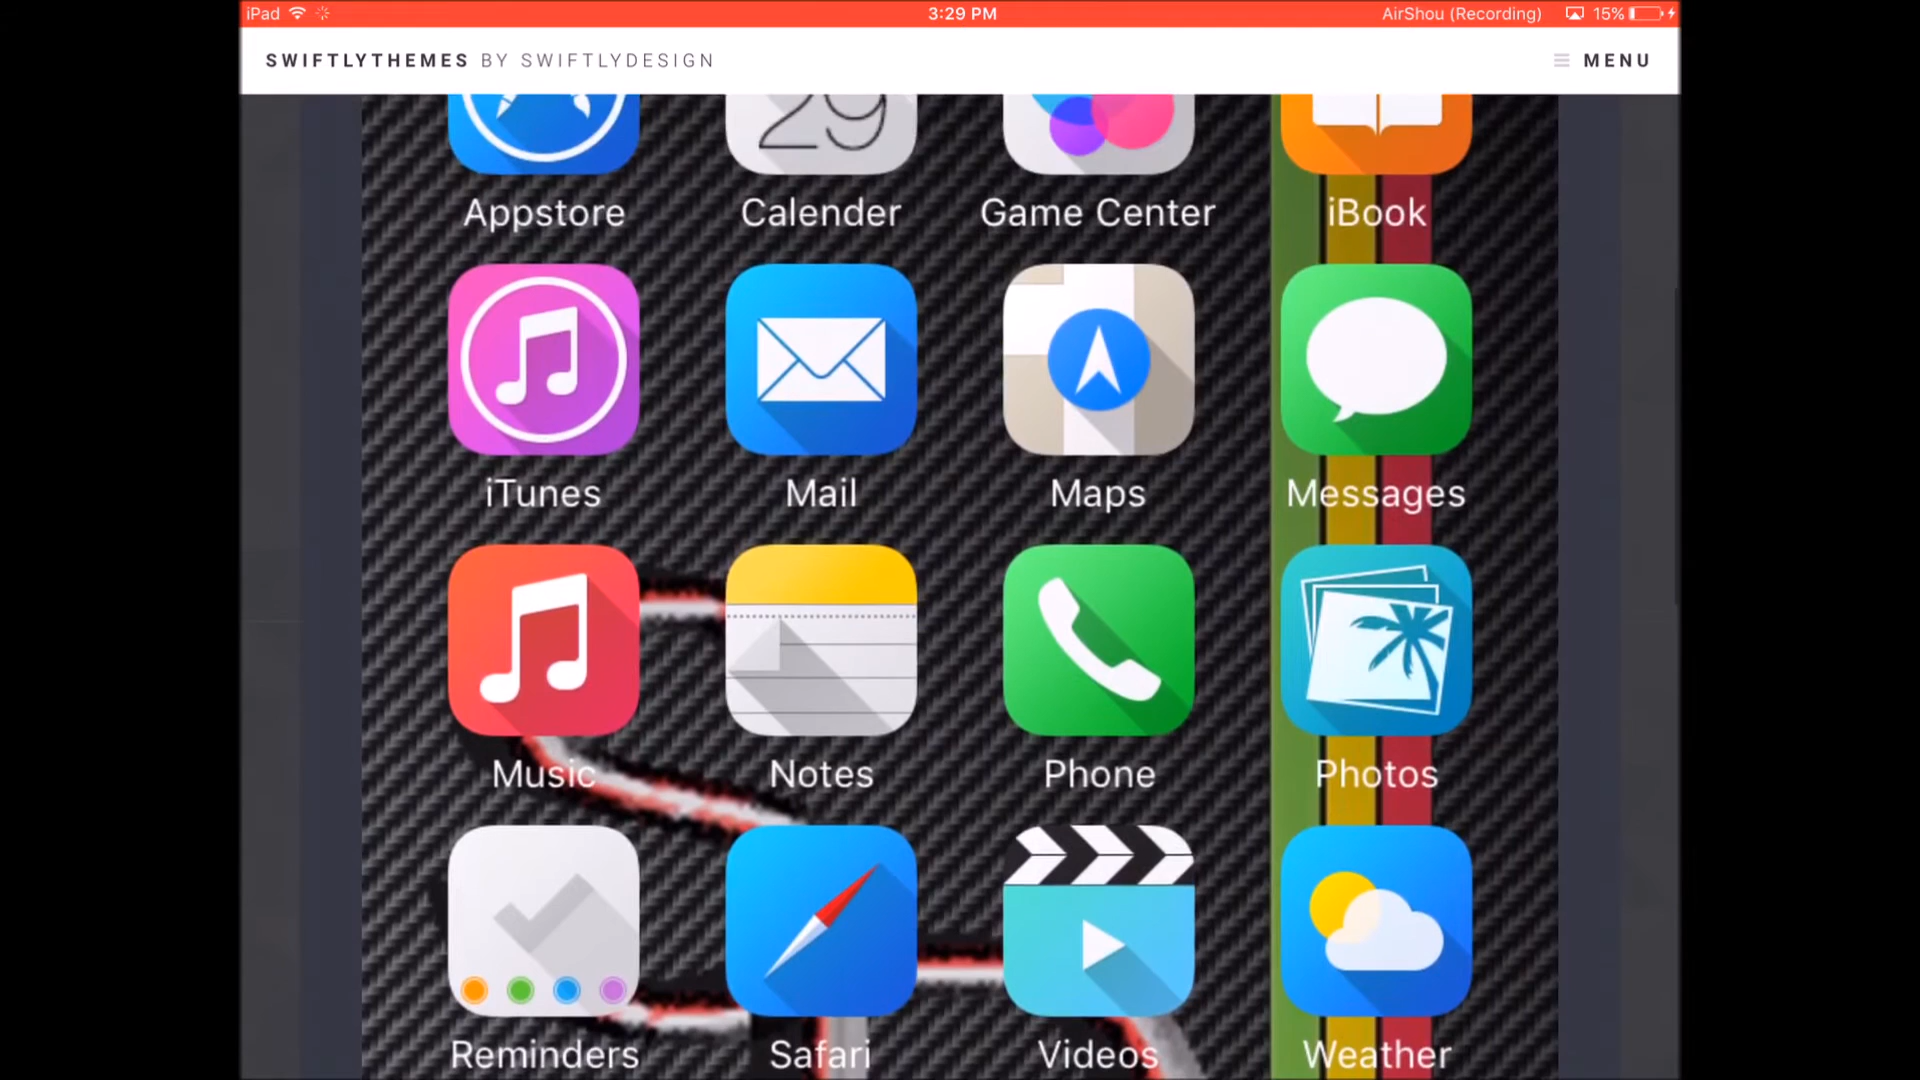 iPad 3:29 PM AirShou (Recording) 15%
SWIFTLYTHEMES BY SWIFTLYDESIGN MENU
29
Appstore Calender Game Center iBook
iTunes Mail Maps Messages
Music Notes Phone Photos
Reminders Safari Videos Weather